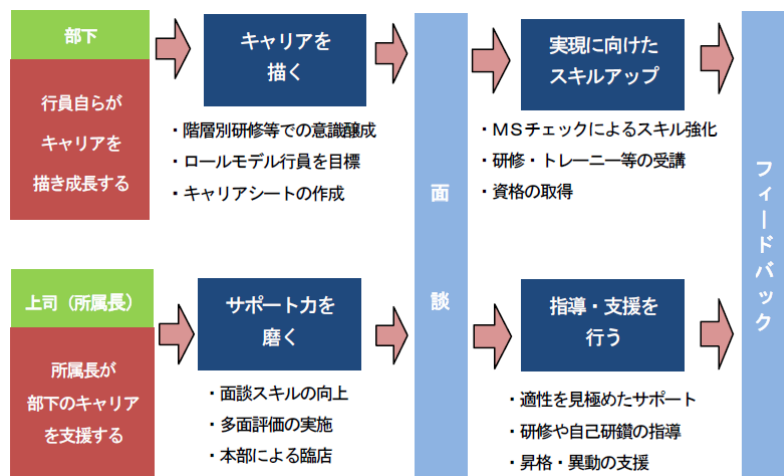 部下
行員自らが
キャリアを
描き成長する
キャリアを
描く
・階層別研修等での意識醸成
・ロールモデル行員を目標
・キャリアシートの作成
面談
実現に向けた
スキルアップ
・ＭＳチェックによるスキル強化
・研修・トレーニー等の受講
・資格の取得
フィードバック
上司（所属長）
所属長が
部下のキャリア
を支援する
サポート力を
磨く
・面談スキルの向上
・多面評価の実施
・本部による臨店
指導・支援を
行う
・適性を見極めたサポート
・研修や自己研鑽の指導
・昇格・異動の支援